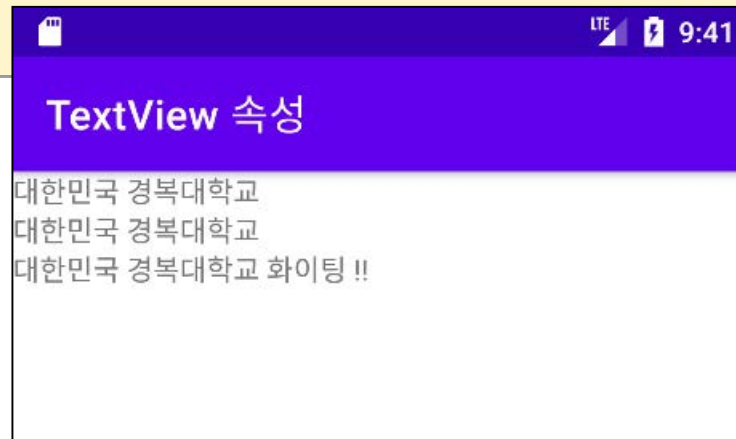 LTE 9:41
TextView 속성
대한민국 경복대학교
대한민국 경복대학교
대한민국 경복대학교 화이팅 !!